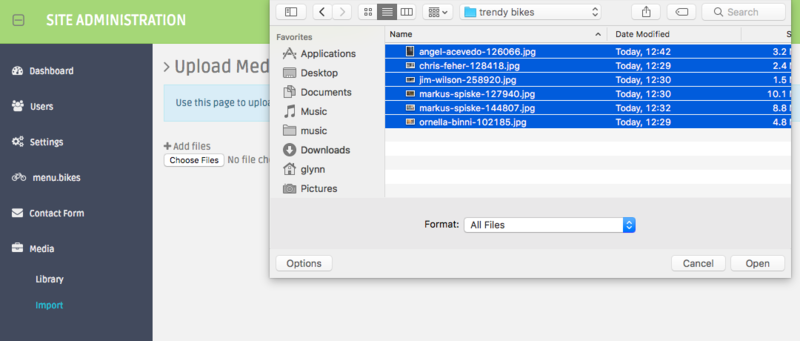 SITE ADMINISTRATION
Dashboard
Users
Settings
menu.bikes
Contact Form
Media
Library
Import
> Upload Med
Use this page to uploa
Add files
Choose Files No file ch
trendy bikes
Search
Favorites
Applications
Desktop
Documents
Music
music
Downloads
glynn
Pictures
Name Date Modified S
angel-acevedo-126066.jpg Today, 12:42 3.2 M
chris-feher-128418.jpg Today, 12:29 2.4 M
jim-wilson-258920.jpg Today, 12:30 1.5 M
markus-spiske-127940.jpg Today, 12:30 10.1 M
markus-spiske-144807.jpg Today, 12:32 8.8 M
ornella-binni-102185.jpg Today, 12:29 4.8 M
Format: All Files
Options Cancel Open